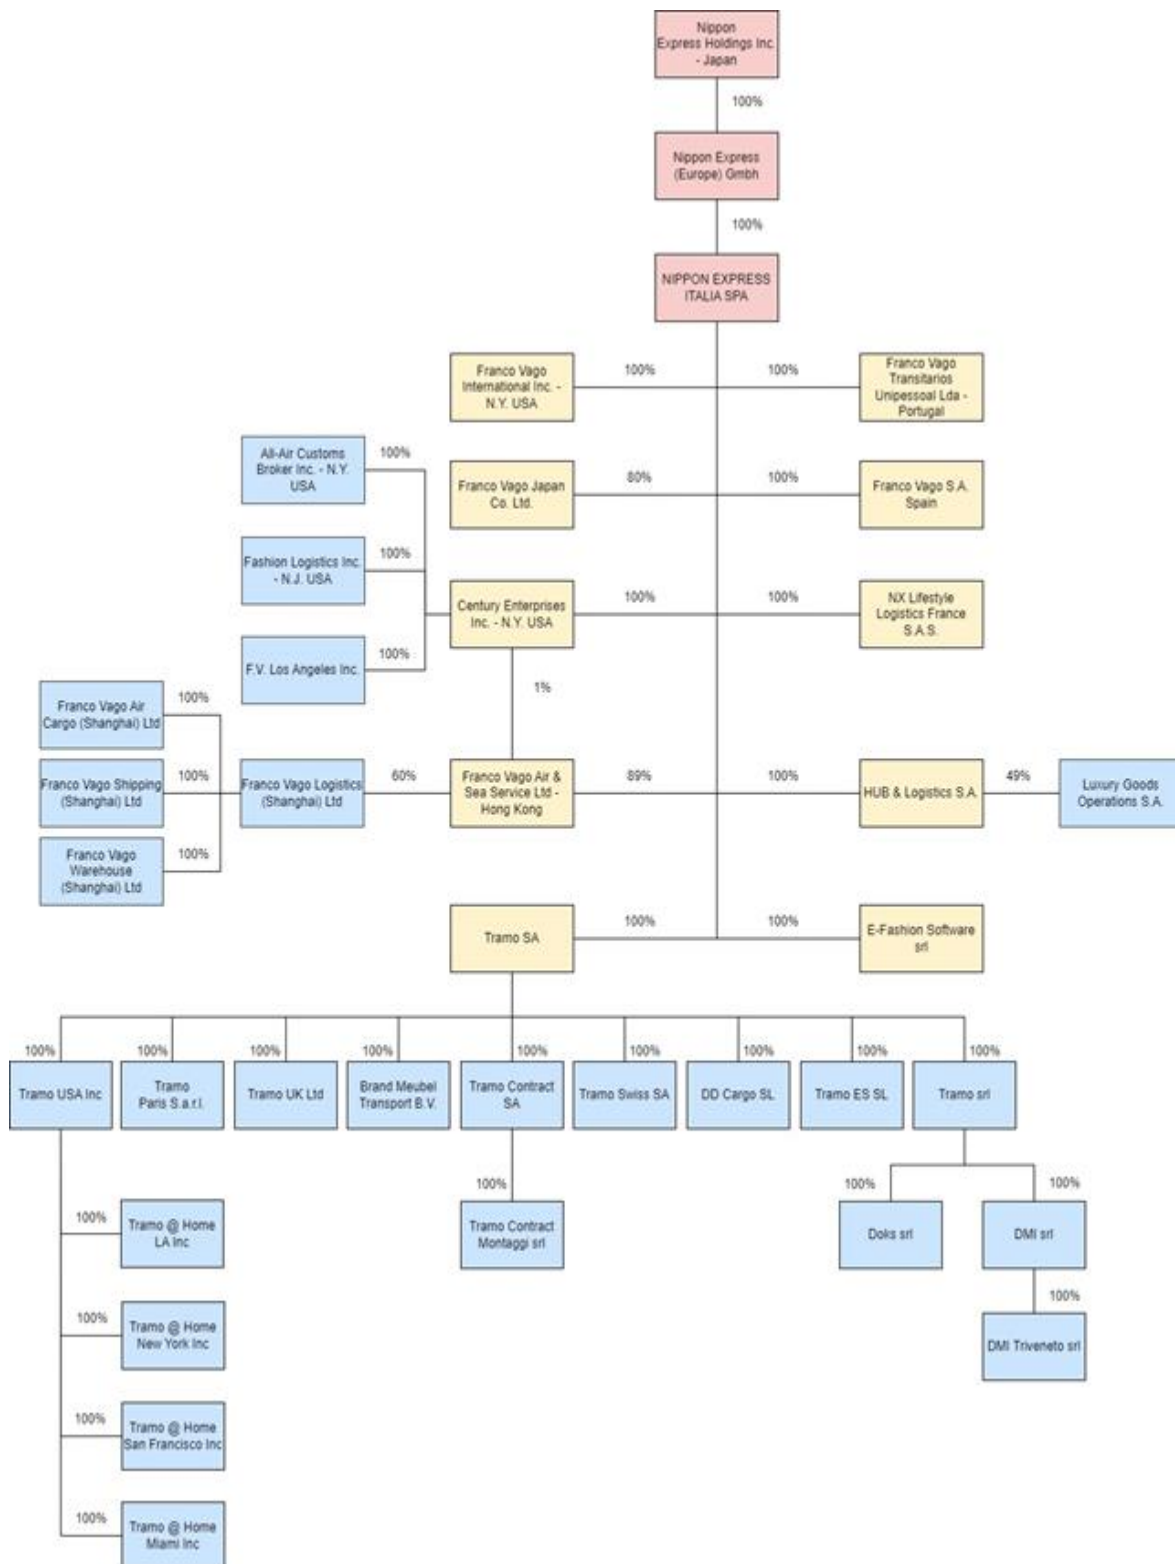 Nippon
Express Holdings Inc.
- Japan
100%
Nippon Express
(Europe) Gmbh
100%
NIPPON EXPRESS
ITALIA SPA
Franco Vago
International Inc. -
N.Y. USA
100%
100%
Franco Vago
Transitarios
Unipessoal Lda -
Portugal
All-Air Customs
Broker Inc. - N.Y.
USA
100%
Franco Vago Japan
Co. Ltd.
80%
100%
Franco Vago S.A.
Spain
Fashion Logistics Inc.
- N.J. USA
100%
Century Enterprises
Inc. - N.Y. USA
100%
100%
NX Lifestyle
Logistics France
S.A.S.
F.V. Los Angeles Inc.
100%
1%
Franco Vago Air
Cargo (Shanghai) Ltd
100%
Franco Vago Shipping
(Shanghai) Ltd
100%
Franco Vago Logistics
(Shanghai) Ltd
60%
Franco Vago Air &
Sea Service Ltd -
Hong Kong
89%
100%
HUB & Logistics S.A.
49%
Luxury Goods
Operations S.A.
Franco Vago
Warehouse
(Shanghai) Ltd
100%
Tramo SA
100%
100%
E-Fashion Software
srl
100%
100%
100%
100%
100%
100%
100%
100%
100%
Tramo USA Inc
Tramo
Paris S.a.r.l.
Tramo UK Ltd
Brand Meubel
Transport B.V.
Tramo Contract
SA
Tramo Swiss SA
DD Cargo SL
Tramo ES SL
Tramo srl
100%
Tramo @ Home
LA Inc
100%
Tramo Contract
Montaggi srl
100%
Doks srl
100%
DMI srl
100%
DMI Triveneto srl
100%
Tramo @ Home
New York Inc
100%
Tramo @ Home
San Francisco Inc
100%
Tramo @ Home
Miami Inc